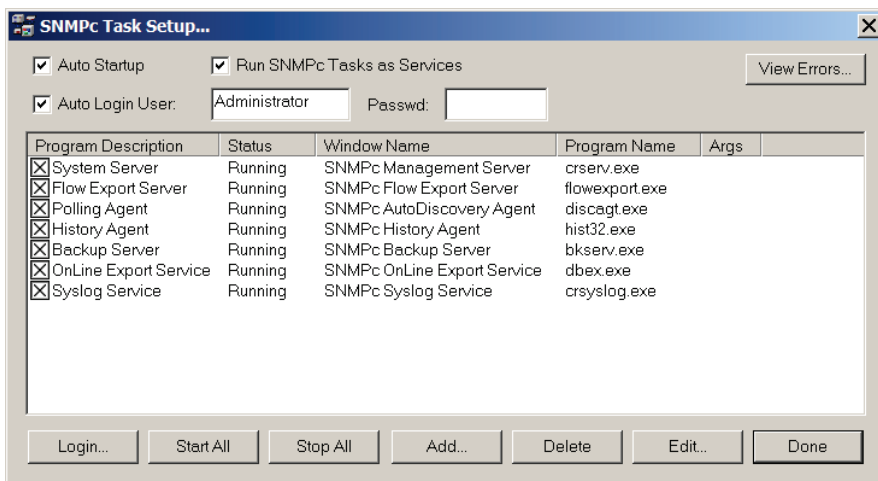 SNMPc Task Setup...
Auto Startup Run SNMPc Tasks as Services View Errors...
Auto Login User: Administrator Passwd:
Program Description Status Window Name Program Name Args
System Server Running SNMPc Management Server crserv.exe
Flow Export Server Running SNMPc Flow Export Server flowexport.exe
Polling Agent Running SNMPc AutoDiscovery Agent discagt.exe
History Agent Running SNMPc History Agent hist32.exe
Backup Server Running SNMPc Backup Server bkserv.exe
OnLine Export Service Running SNMPc OnLine Export Service dbex.exe
Syslog Service Running SNMPc Syslog Service crsyslog.exe
Login... Start All Stop All Add... Delete Edit... Done